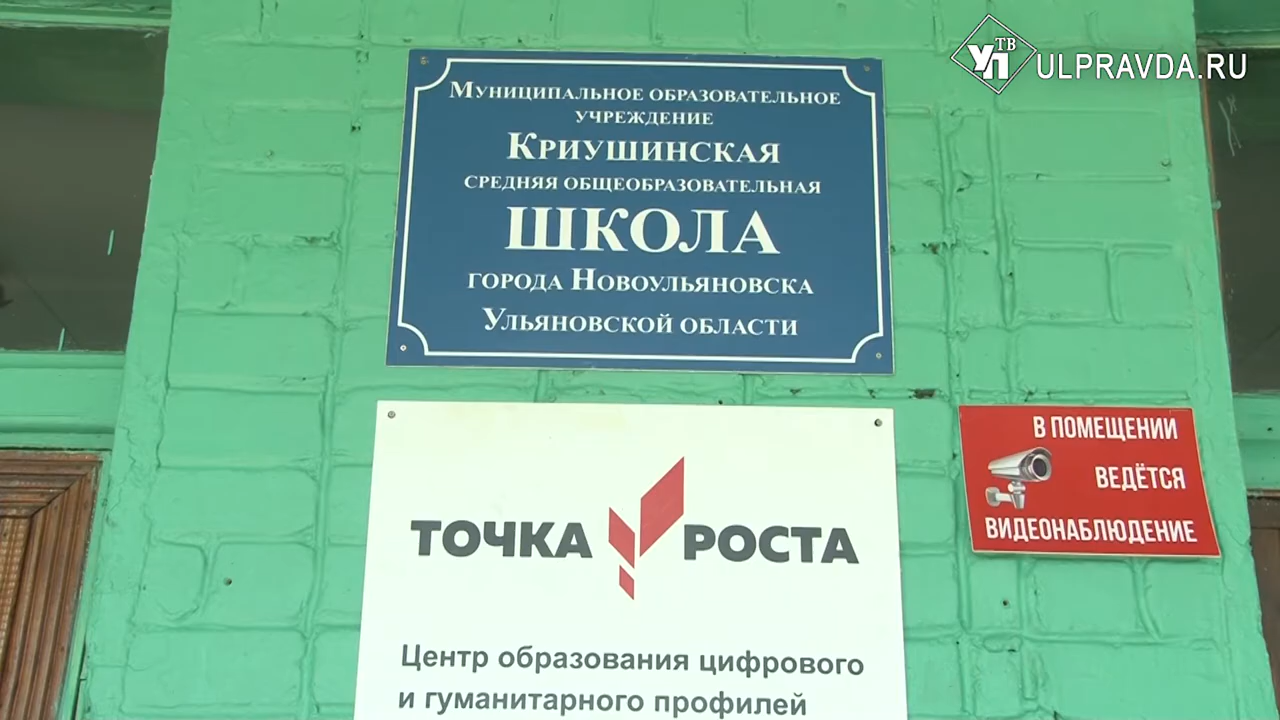 УП ТВ ULPRAVDA.RU
МУНИЦИПАЛЬНОЕ ОБРАЗОВАТЕЛЬНОЕ
УЧРЕЖДЕНИЕ
КРИУШИНСКАЯ
СРЕДНЯЯ ОБЩЕОБРАЗОВАТЕЛЬНАЯ
ШКОЛА
ГОРОДА НОВОУЛЬЯНОВСКА
УЛЬЯНОВСКОЙ ОБЛАСТИ
ТОЧКА РОСТА
Центр образования цифрового
и гуманитарного профилей
В ПОМЕЩЕНИИ
ВЕДЁТСЯ
ВИДЕОНАБЛЮДЕНИЕ